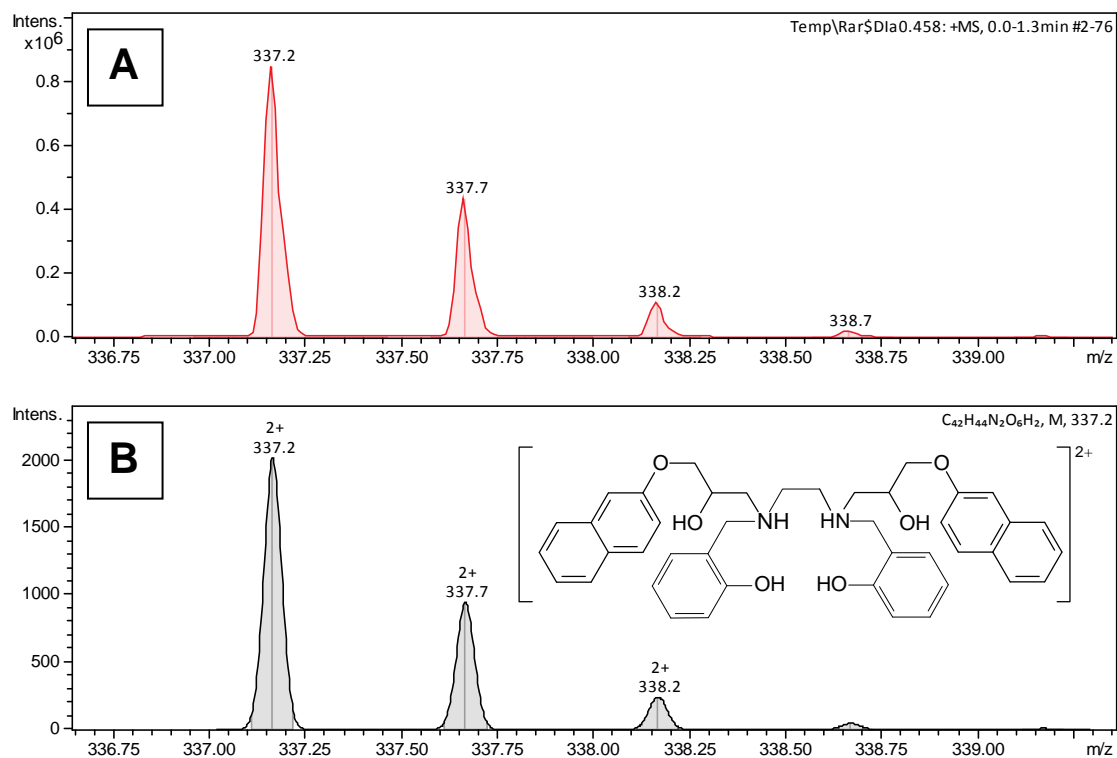 Intens.
x10⁶
Temp\Rar$DIa0.458: +MS, 0.0-1.3min #2-76
A
337.2
0.8
0.6
337.7
0.4
0.2
338.2
338.7
0.0
336.75 337.00 337.25 337.50 337.75 338.00 338.25 338.50 338.75 339.00 m/z
Intens.
C₄₂H₄₄N₂O₆H₂, M, 337.2
B
2+
337.2
2+
2000
O
O
HO
NH
HN
OH
1500
2+
337.7
OH
HO
1000
2+
338.2
500
0
336.75 337.00 337.25 337.50 337.75 338.00 338.25 338.50 338.75 339.00 m/z